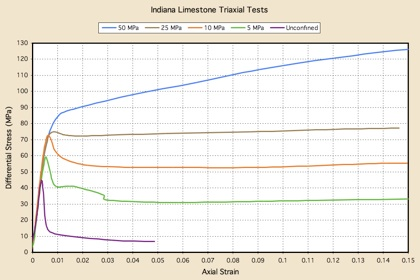 Indiana Limestone Triaxial Tests
50 MPa 25 MPa 10 MPa 5 MPa Unconfined
Differential Stress (MPa)
130
120
110
100
90
80
70
60
50
40
30
20
10
0
0 0.01 0.02 0.03 0.04 0.05 0.06 0.07 0.08 0.09 0.1 0.11 0.12 0.13 0.14 0.15
Axial Strain